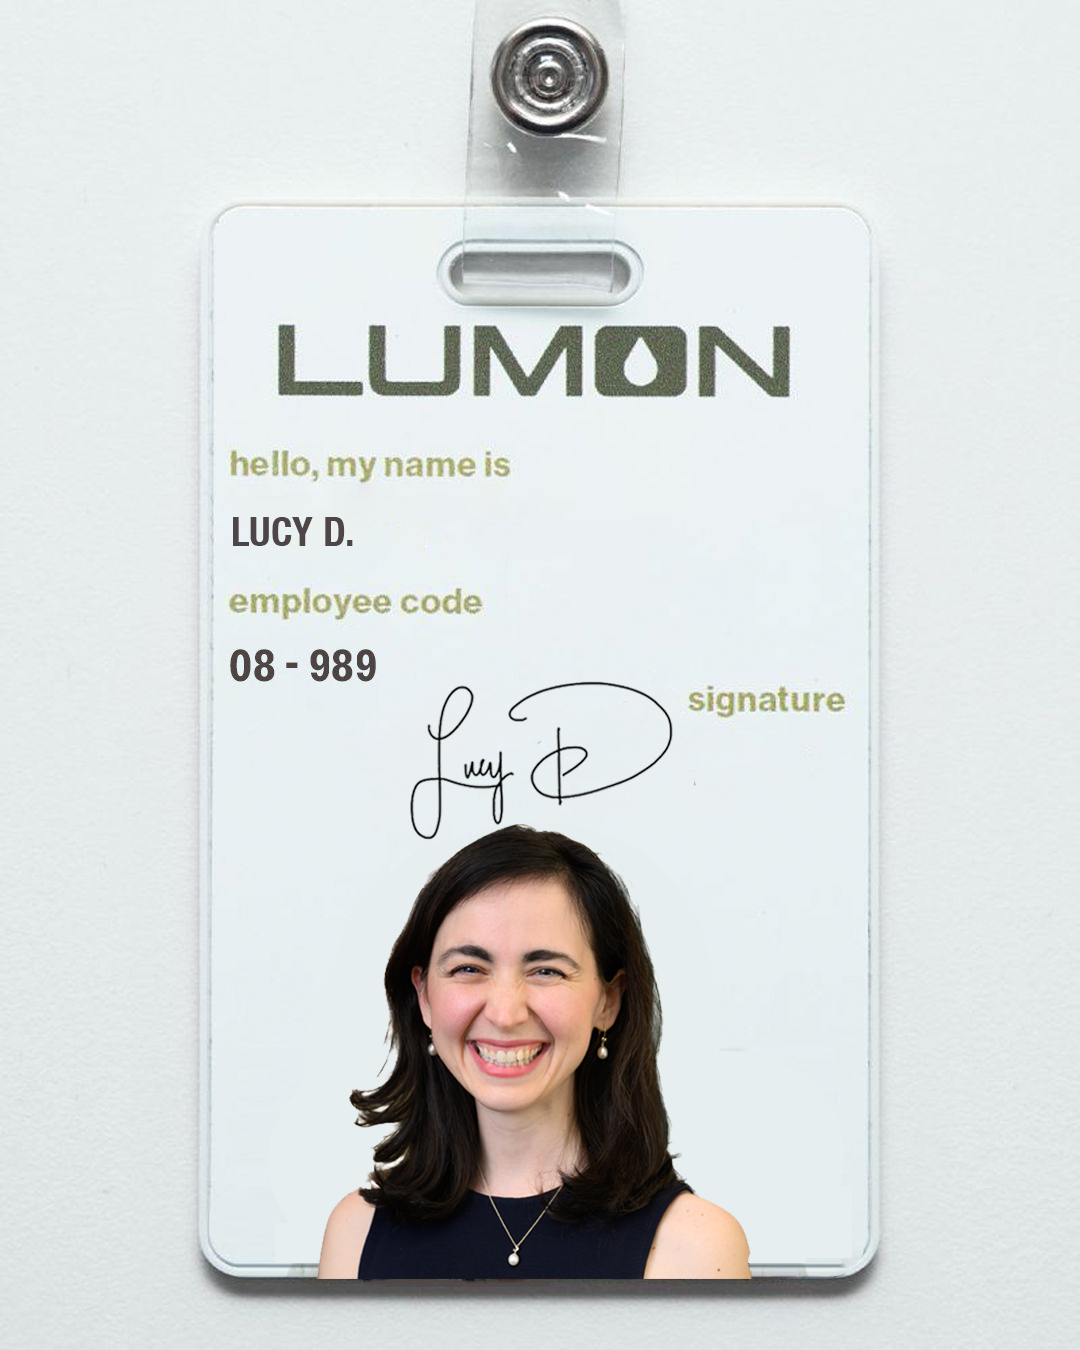 LUMON
hello, my name is
LUCY D.
employee code
08 - 989
signature
Lucy D